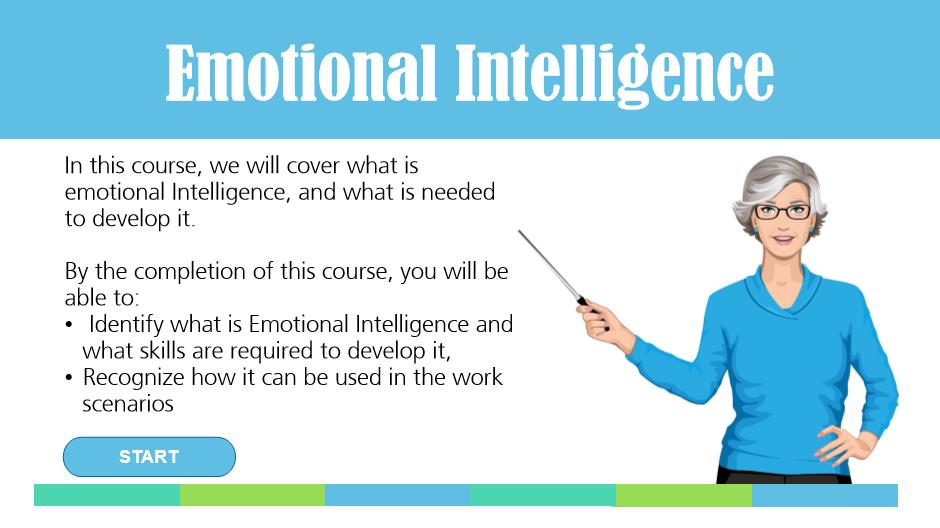 Emotional Intelligence
In this course, we will cover what is
emotional Intelligence, and what is needed
to develop it.
By the completion of this course, you will be
able to:
• Identify what is Emotional Intelligence and
what skills are required to develop it,
• Recognize how it can be used in the work
scenarios
START